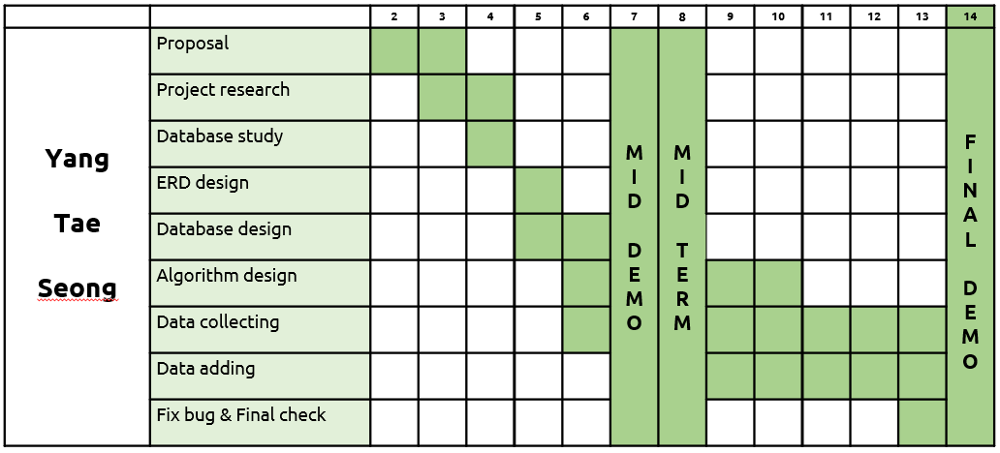 2 3 4 5 6 7 8 9 10 11 12 13 14
Yang
Tae
Seong
Proposal
Project research
Database study
ERD design
Database design
Algorithm design
Data collecting
Data adding
Fix bug & Final check
MID DEMO
MID TERM
FINAL DEMO